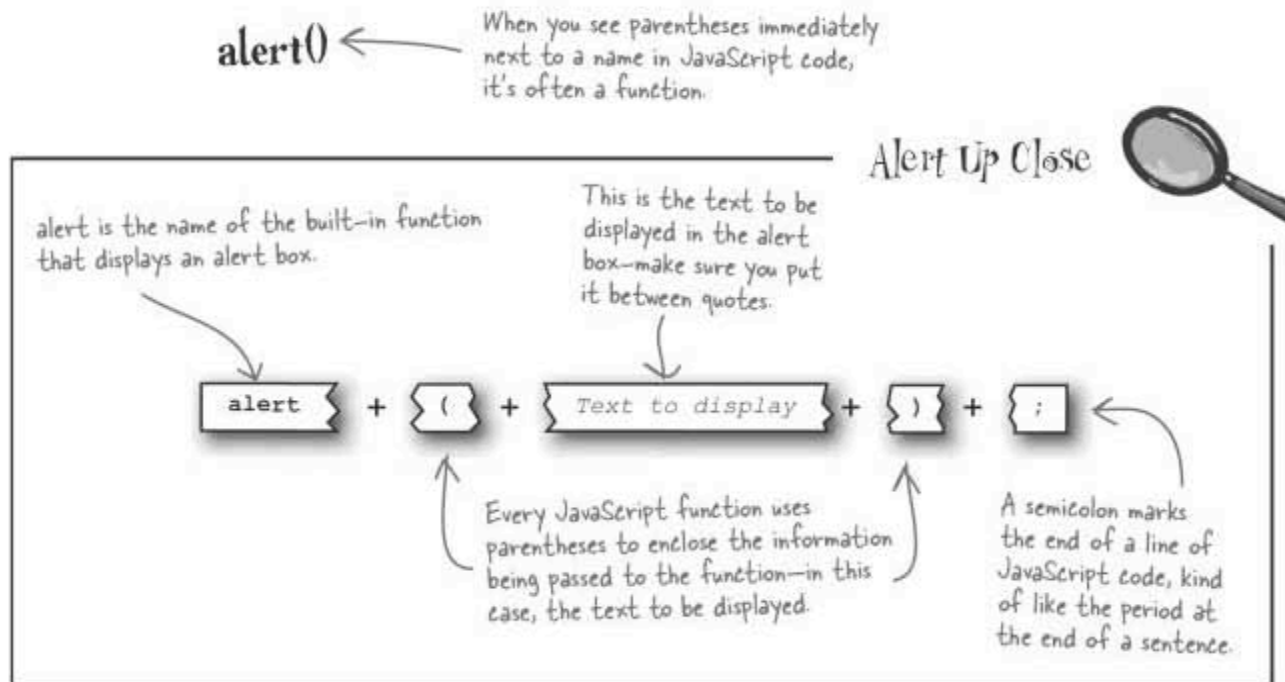 alert()
When you see parentheses immediately
next to a name in JavaScript code,
it's often a function.
Alert Up Close
alert is the name of the built-in function
that displays an alert box.
This is the text to be
displayed in the alert
box—make sure you put
it between quotes.
alert + ( + Text to display + ) + ;
Every JavaScript function uses
parentheses to enclose the information
being passed to the function—in this
case, the text to be displayed.
A semicolon marks
the end of a line of
JavaScript code, kind
of like the period at
the end of a sentence.